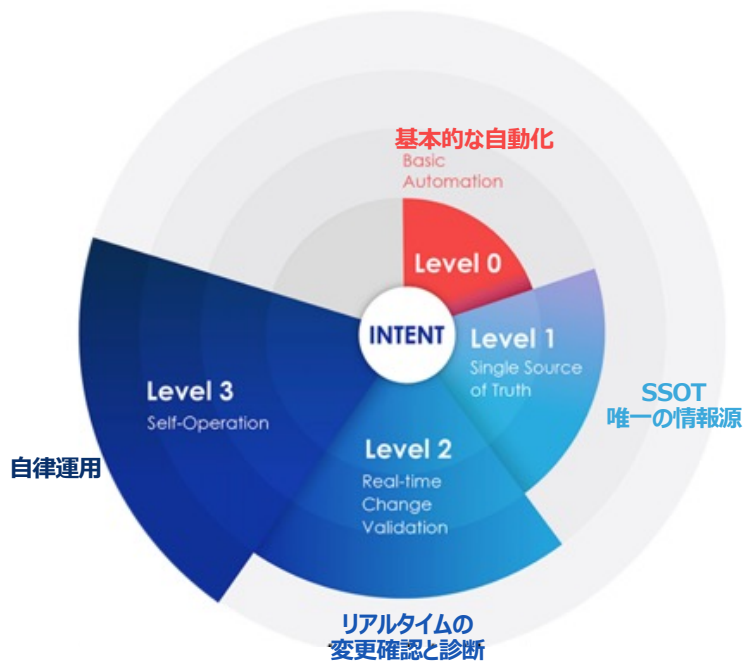 基本的な自動化
Basic
Automation
Level 0
INTENT
Level 1
Single Source
of Truth
SSOT
唯一の情報源
Level 3
Self-Operation
自律運用
Level 2
Real-time
Change
Validation
リアルタイムの
変更確認と診断